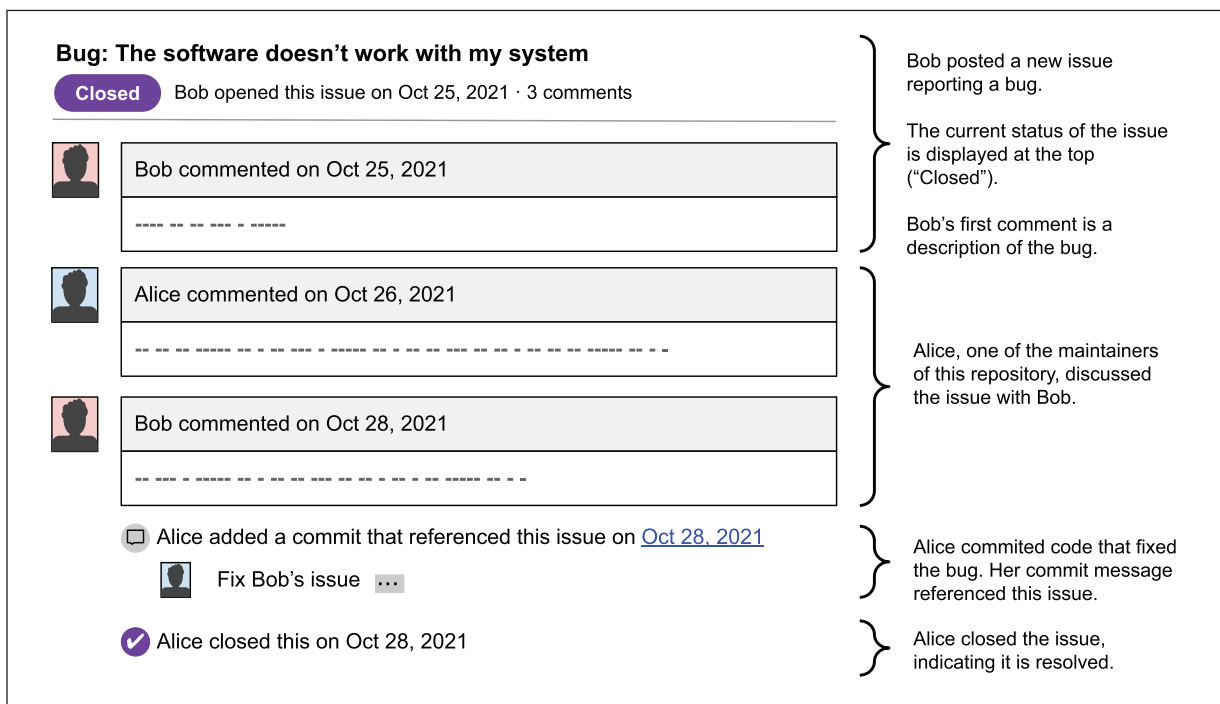 Bug: The software doesn’t work with my system
Closed
Bob opened this issue on Oct 25, 2021 · 3 comments
Bob commented on Oct 25, 2021
Alice commented on Oct 26, 2021
Bob commented on Oct 28, 2021
Alice added a commit that referenced this issue on Oct 28, 2021
Fix Bob’s issue ...
Alice closed this on Oct 28, 2021
Bob posted a new issue
reporting a bug.
The current status of the issue
is displayed at the top
(“Closed”).
Bob’s first comment is a
description of the bug.
Alice, one of the maintainers
of this repository, discussed
the issue with Bob.
Alice commited code that fixed
the bug. Her commit message
referenced this issue.
Alice closed the issue,
indicating it is resolved.